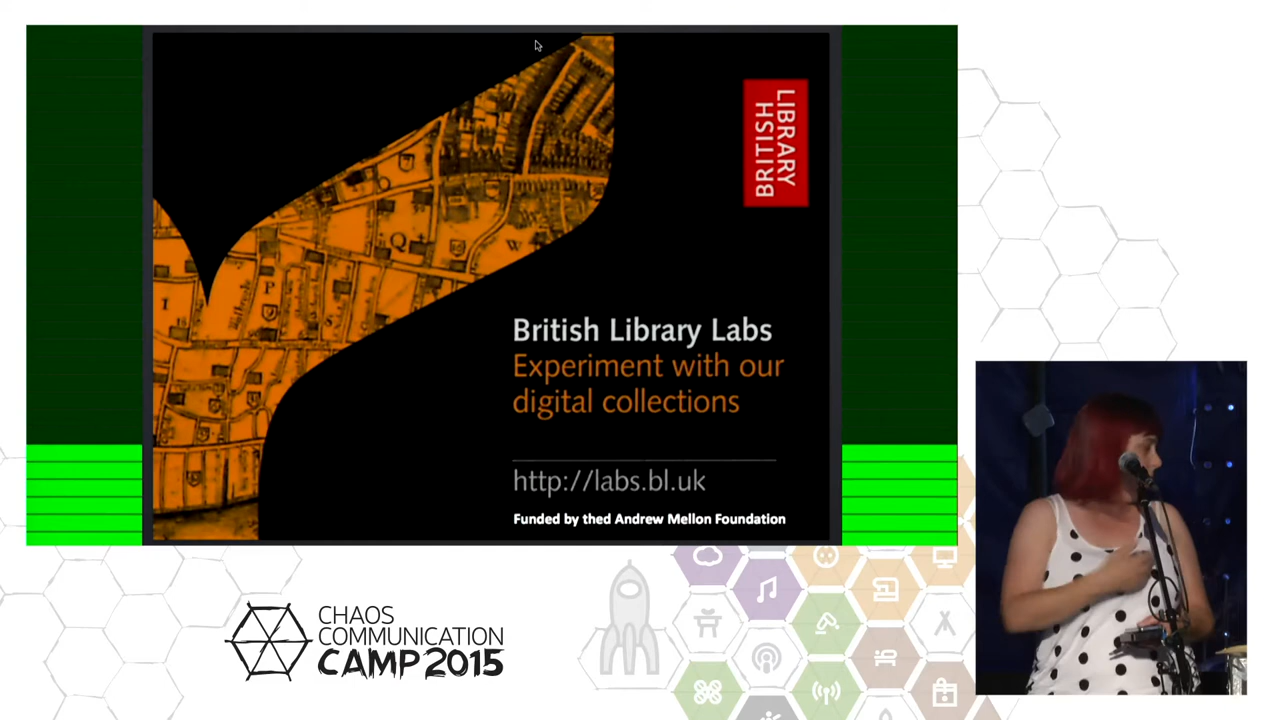 BRITISH
LIBRARY
I
P
Q
W
S
British Library Labs
Experiment with our
digital collections
http://labs.bl.uk
Funded by thed Andrew Mellon Foundation
CHAOS
COMMUNICATION
CAMP 2015